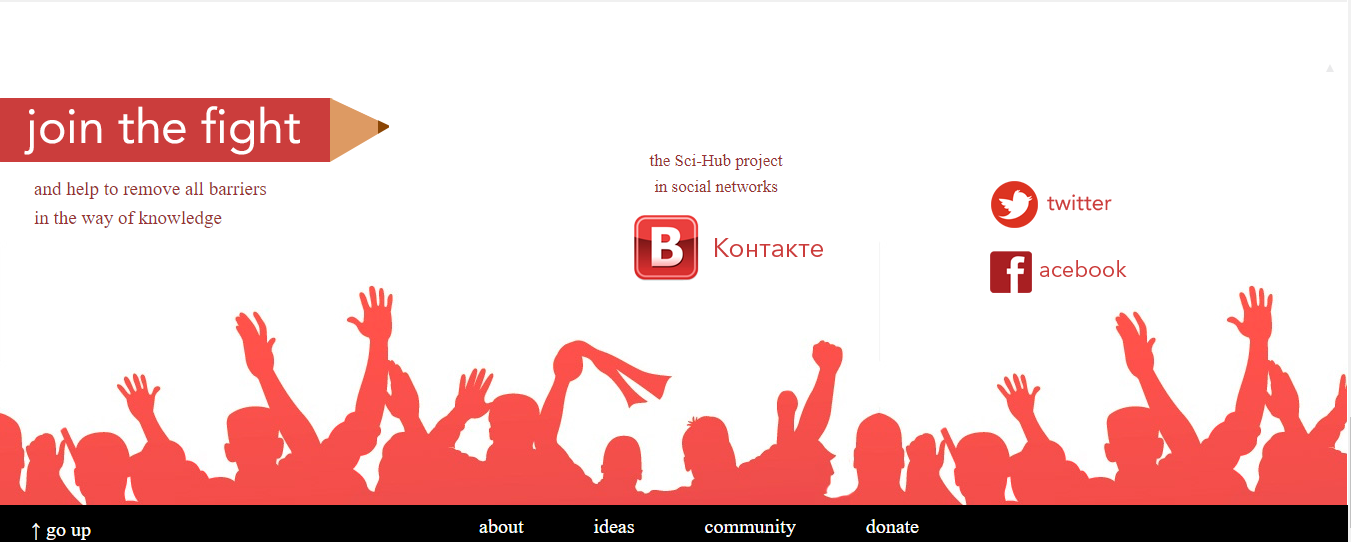 join the fight
and help to remove all barriers
in the way of knowledge
the Sci-Hub project
in social networks
В Контакте
twitter
facebook
↑ go up
about
ideas
community
donate